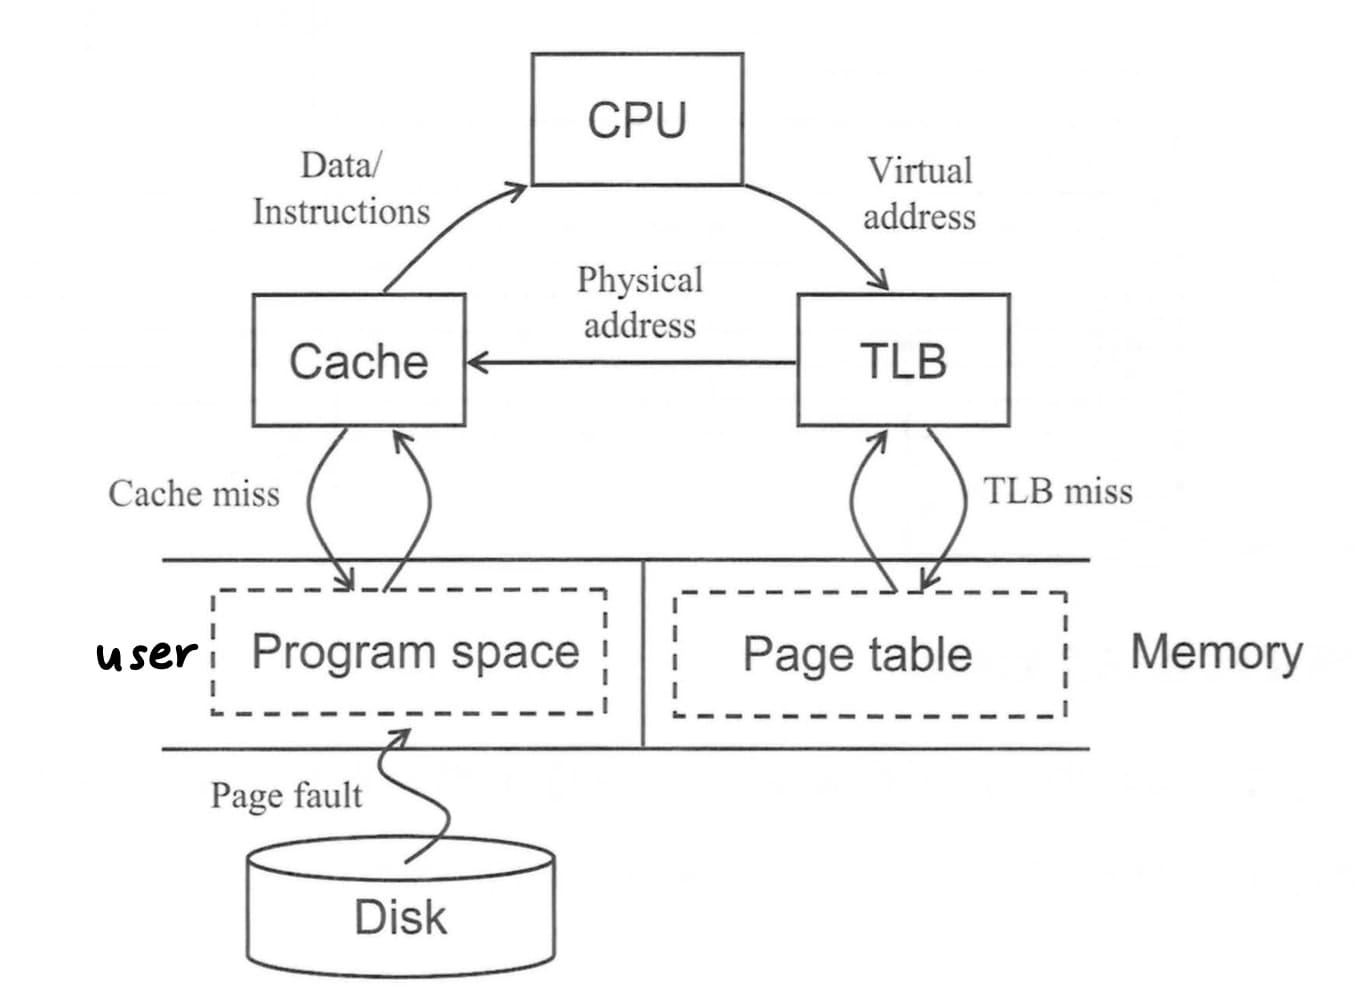 CPU
Data/
Instructions
Virtual
address
Physical
address
Cache
TLB
Cache miss
TLB miss
user
Program space
Page table
Memory
Page fault
Disk